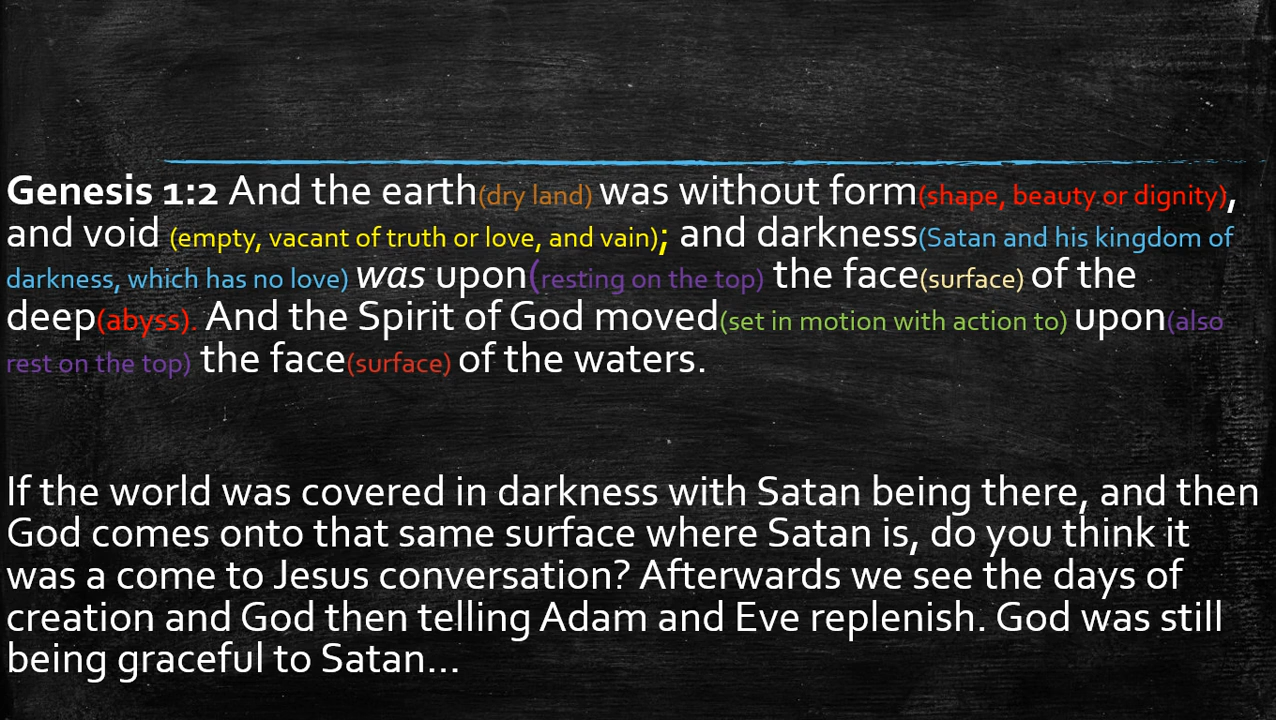 Genesis 1:2 And the earth(dry land) was without form(shape, beauty or dignity),
and void (empty, vacant of truth or love, and vain); and darkness(Satan and his kingdom of
darkness, which has no love) was upon(resting on the top) the face(surface) of the
deep(abyss). And the Spirit of God moved(set in motion with action to) upon(also
rest on the top) the face(surface) of the waters.
If the world was covered in darkness with Satan being there, and then
God comes onto that same surface where Satan is, do you think it
was a come to Jesus conversation? Afterwards we see the days of
creation and God then telling Adam and Eve replenish. God was still
being graceful to Satan...